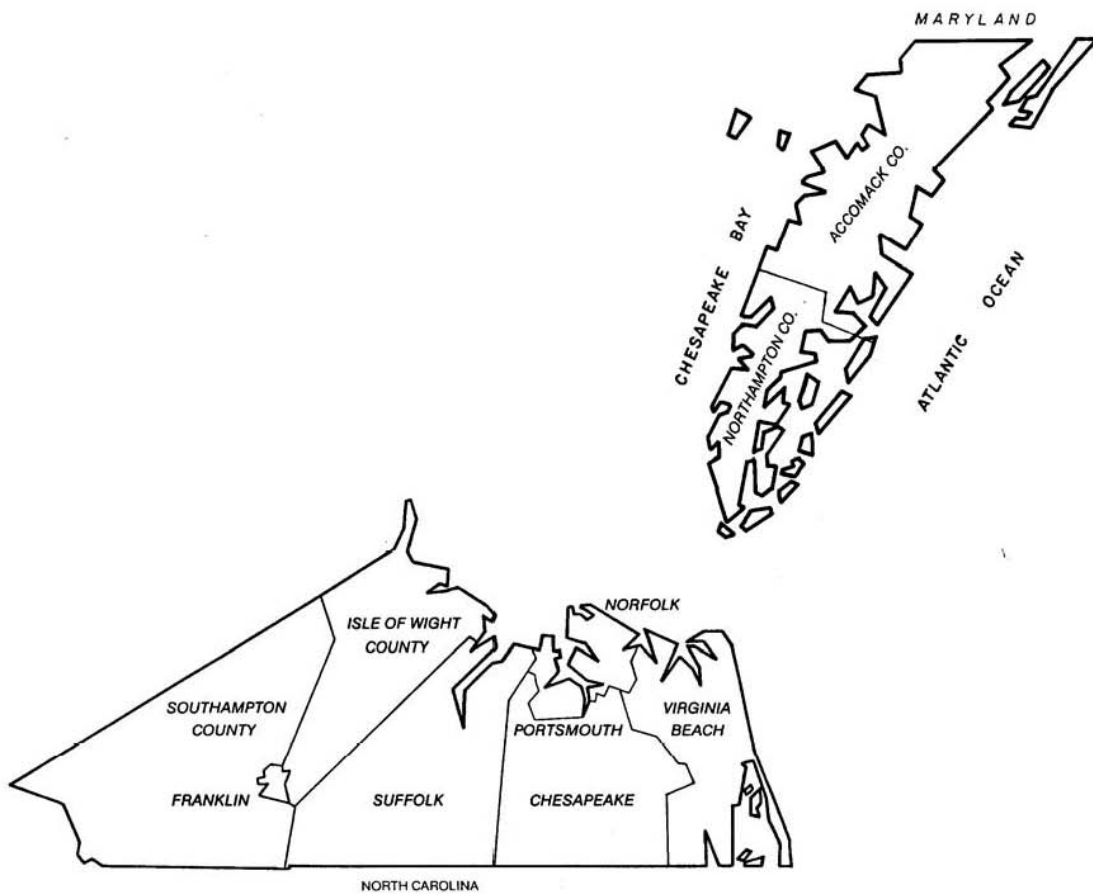 MARYLAND
ACCOMACK CO.
CHESAPEAKE BAY
ATLANTIC OCEAN
NORTHAMPTON CO.
NORFOLK
ISLE OF WIGHT
COUNTY
SOUTHAMPTON
COUNTY
VIRGINIA
BEACH
PORTSMOUTH
FRANKLIN
SUFFOLK
CHESAPEAKE
NORTH CAROLINA